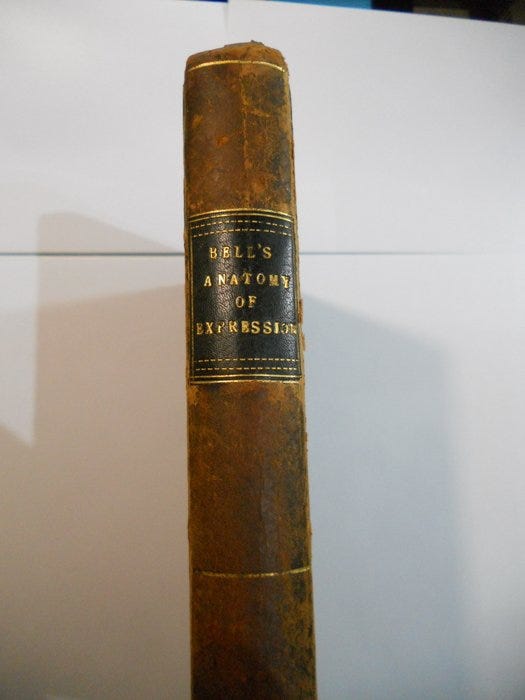 BELL'S
ANATOMY
OF
EXPRESSION